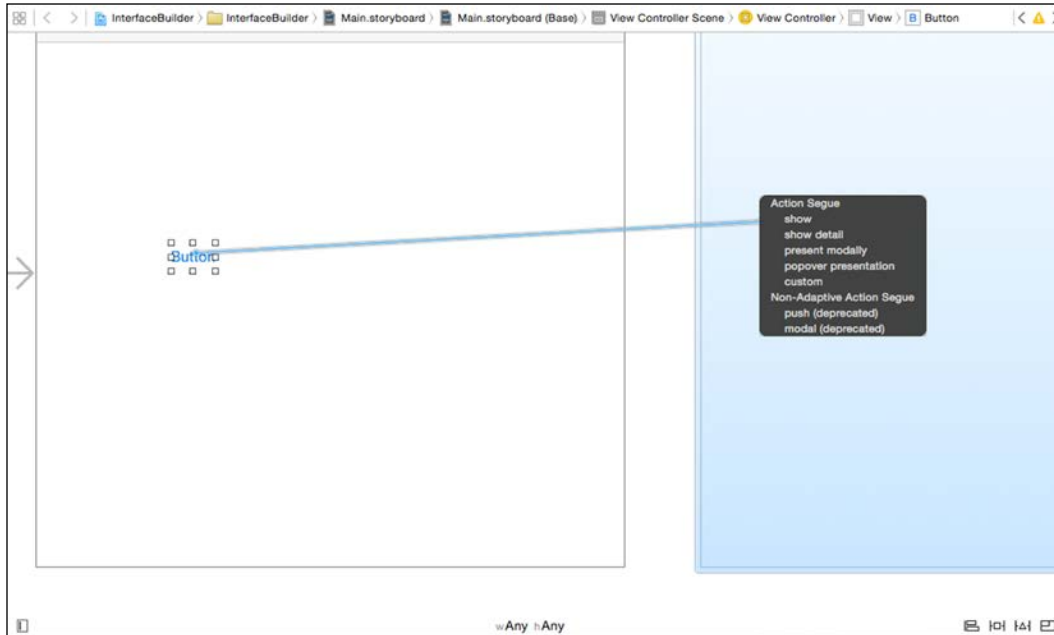 InterfaceBuilder InterfaceBuilder Main.storyboard Main.storyboard (Base) View Controller Scene View Controller View B Button
Button
Action Segue
show
show detail
present modally
popover presentation
custom
Non-Adaptive Action Segue
push (deprecated)
modal (deprecated)
wAny hAny